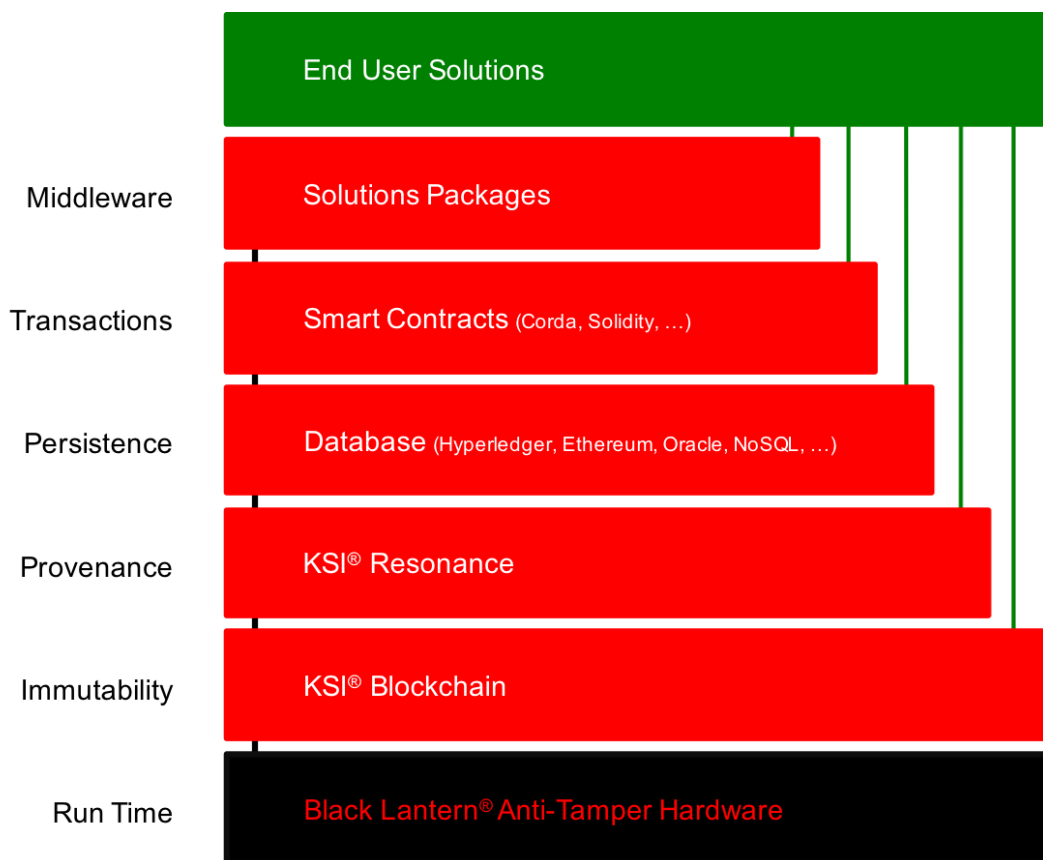 End User Solutions
Middleware
Solutions Packages
Transactions
Smart Contracts (Corda, Solidity, …)
Persistence
Database (Hyperledger, Ethereum, Oracle, NoSQL, …)
Provenance
KSI® Resonance
Immutability
KSI® Blockchain
Run Time
Black Lantern® Anti-Tamper Hardware